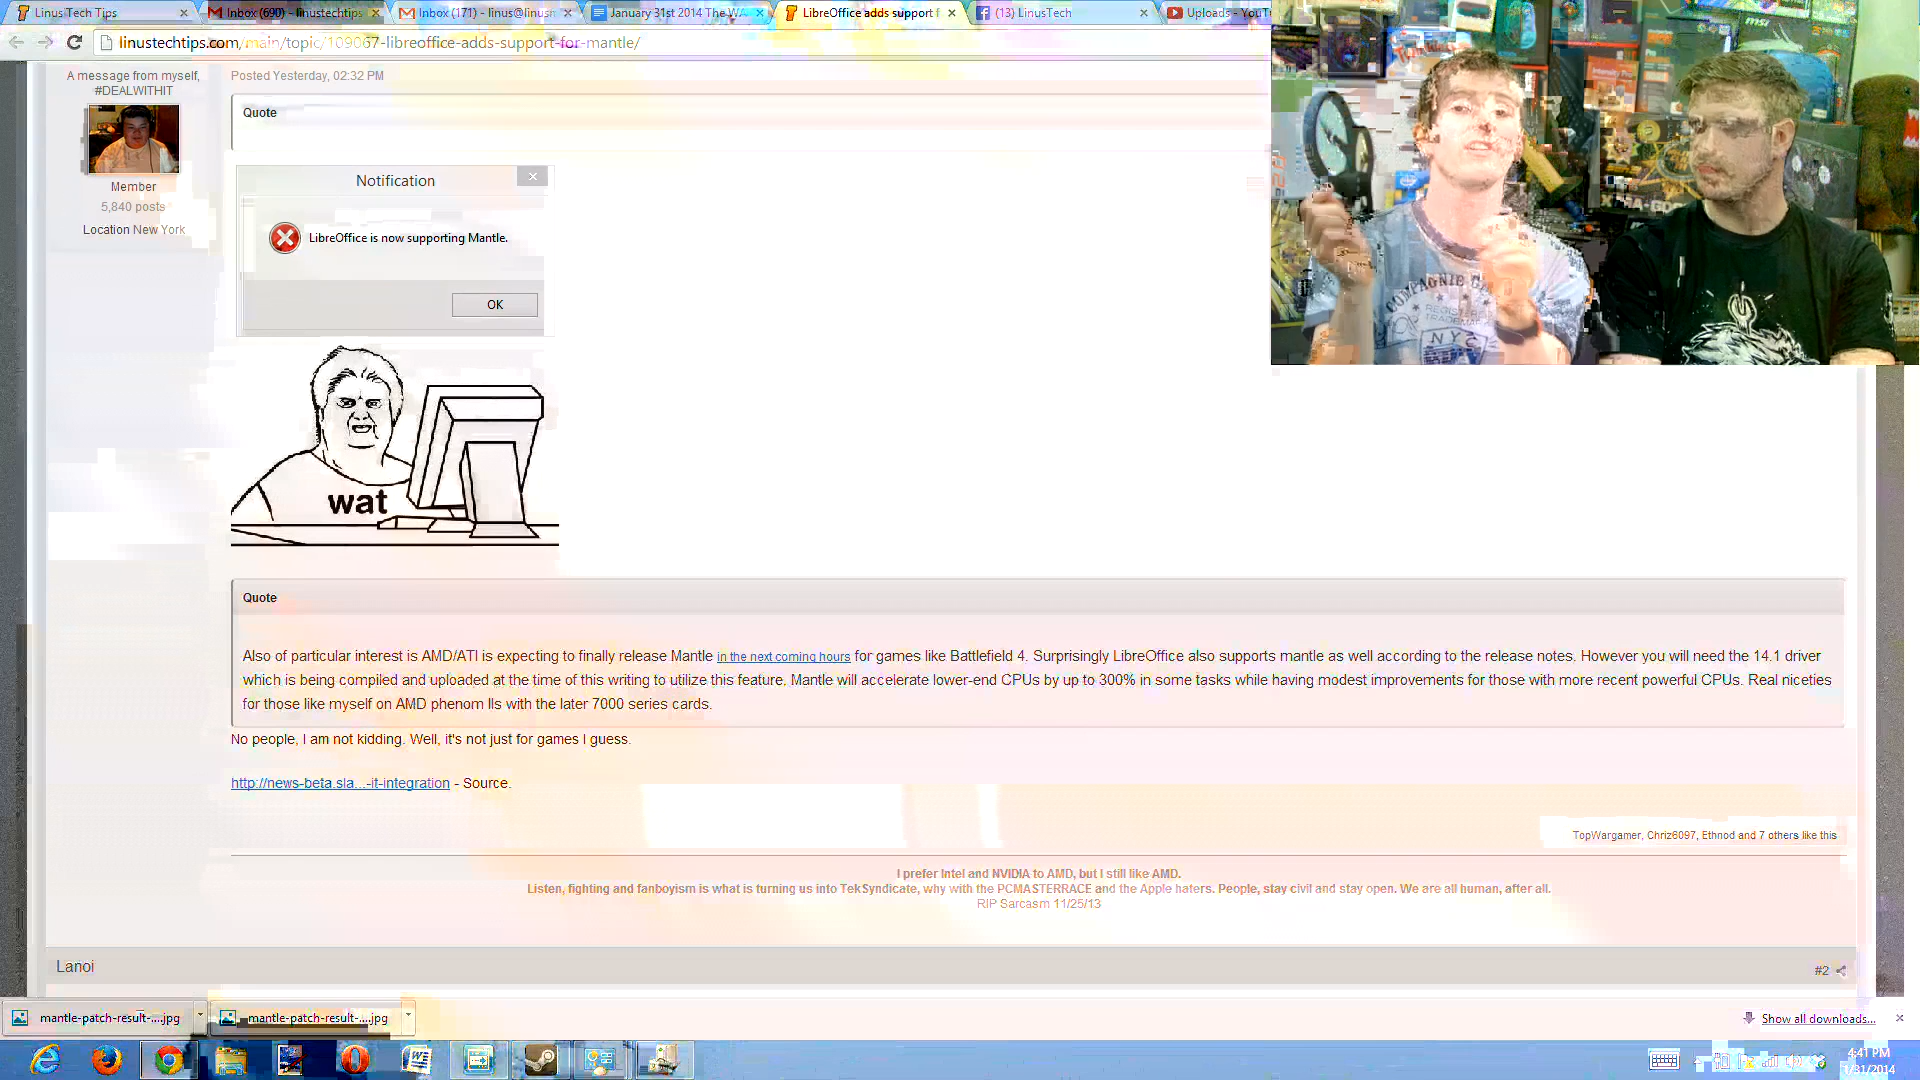 Linus Tech Tips
Inbox (690) - linustechtips
Inbox (171) - linus@linusm
January 31st 2014 The WA
LibreOffice adds support f
(13) LinusTech
Uploads - YouTu
linustechtips.com/main/topic/109067-libreoffice-adds-support-for-mantle/
A message from myself,
#DEALWITHIT
Member
5,840 posts
Location New York
Posted Yesterday, 02:32 PM
Quote
Notification
LibreOffice is now supporting Mantle.
OK
wat
Quote
Also of particular interest is AMD/ATI is expecting to finally release Mantle in the next coming hours for games like Battlefield 4. Surprisingly LibreOffice also supports mantle as well according to the release notes. However you will need the 14.1 driver
which is being compiled and uploaded at the time of this writing to utilize this feature. Mantle will accelerate lower-end CPUs by up to 300% in some tasks while having modest improvements for those with more recent powerful CPUs. Real niceties
for those like myself on AMD phenom IIs with the later 7000 series cards.
No people, I am not kidding. Well, it's not just for games I guess.
http://news-beta.sla...-it-integration - Source.
TopWargamer, Chriz6097, Ethnod and 7 others like this
I prefer Intel and NVIDIA to AMD, but I still like AMD.
Listen, fighting and fanboyism is what is turning us into TekSyndicate, why with the PCMASTERRACE and the Apple haters. People, stay civil and stay open. We are all human, after all.
RIP Sarcasm 11/25/13
Lanoi
#2
mantle-patch-result-....jpg
mantle-patch-result-....jpg
Show all downloads...
4:41 PM
1/31/2014
msi
COMPAGNIE
REGISTERED
TRADEMARK
NYC